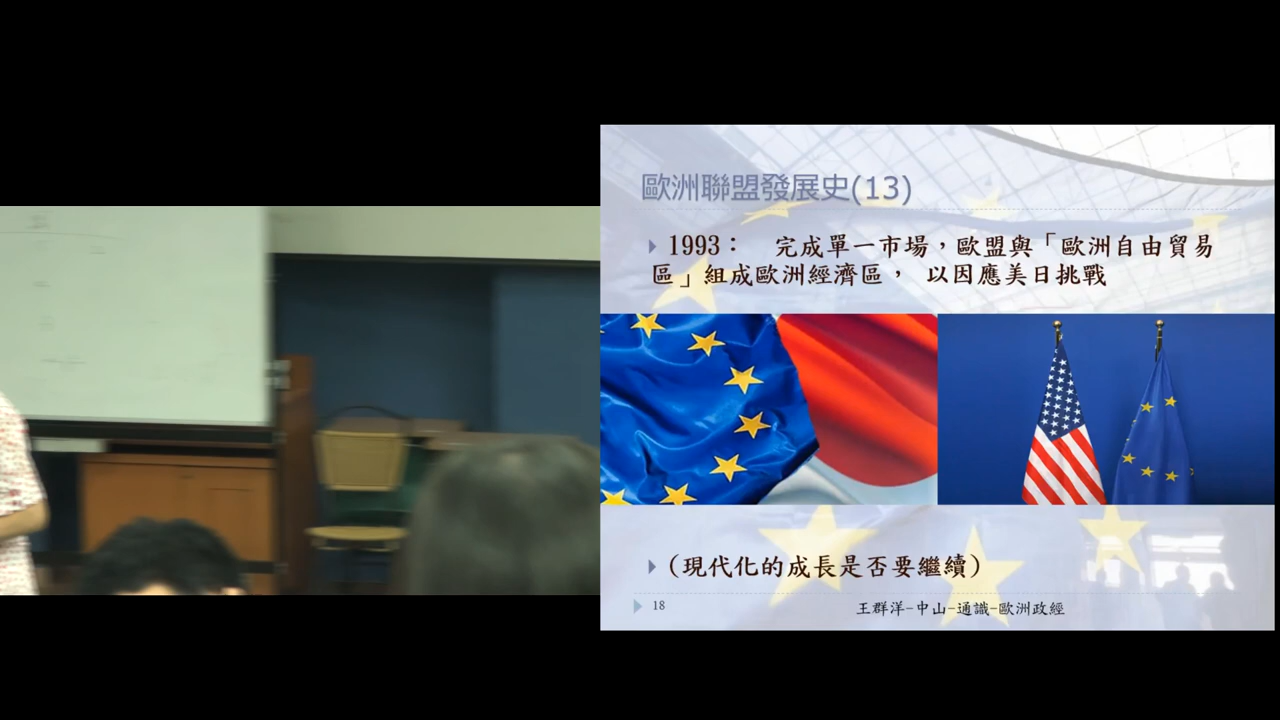 歐洲聯盟發展史(13)
1993： 完成單一市場，歐盟與「歐洲自由貿易
區」組成歐洲經濟區， 以因應美日挑戰
(現代化的成長是否要繼續)
18
王群洋-中山-通識-歐洲政經